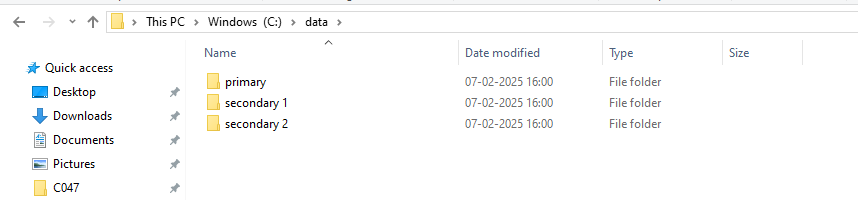 This PC > Windows (C:) > data >
Name Date modified Type Size
Quick access
Desktop
Downloads
Documents
Pictures
C047
primary 07-02-2025 16:00 File folder
secondary 1 07-02-2025 16:00 File folder
secondary 2 07-02-2025 16:00 File folder